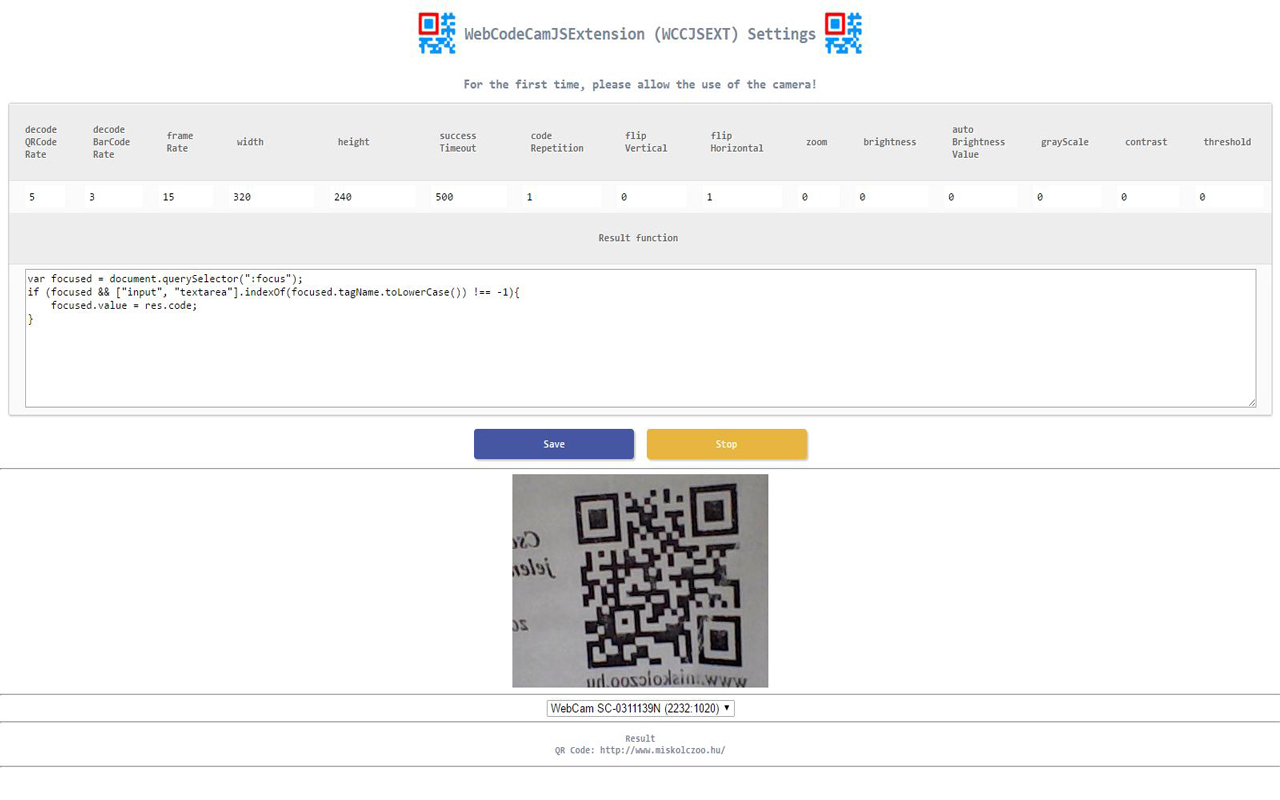 WebCodeCamJSExtension (WCCJSEXT) Settings
For the first time, please allow the use of the camera!
decode QRCode Rate
decode BarCode Rate
frame Rate
width
height
success Timeout
code Repetition
flip Vertical
flip Horizontal
zoom
brightness
auto Brightness Value
grayScale
contrast
threshold
5 3 15 320 240 500 1 0 1 0 0 0 0 0 0
Result function
var focused = document.querySelector(":focus");
if (focused && ["input", "textarea"].indexOf(focused.tagName.toLowerCase()) !== -1){
    focused.value = res.code;
}
Save
Stop
www.miskolczoo.hu
WebCam SC-0311139N (2232:1020)
Result
QR Code: http://www.miskolczoo.hu/